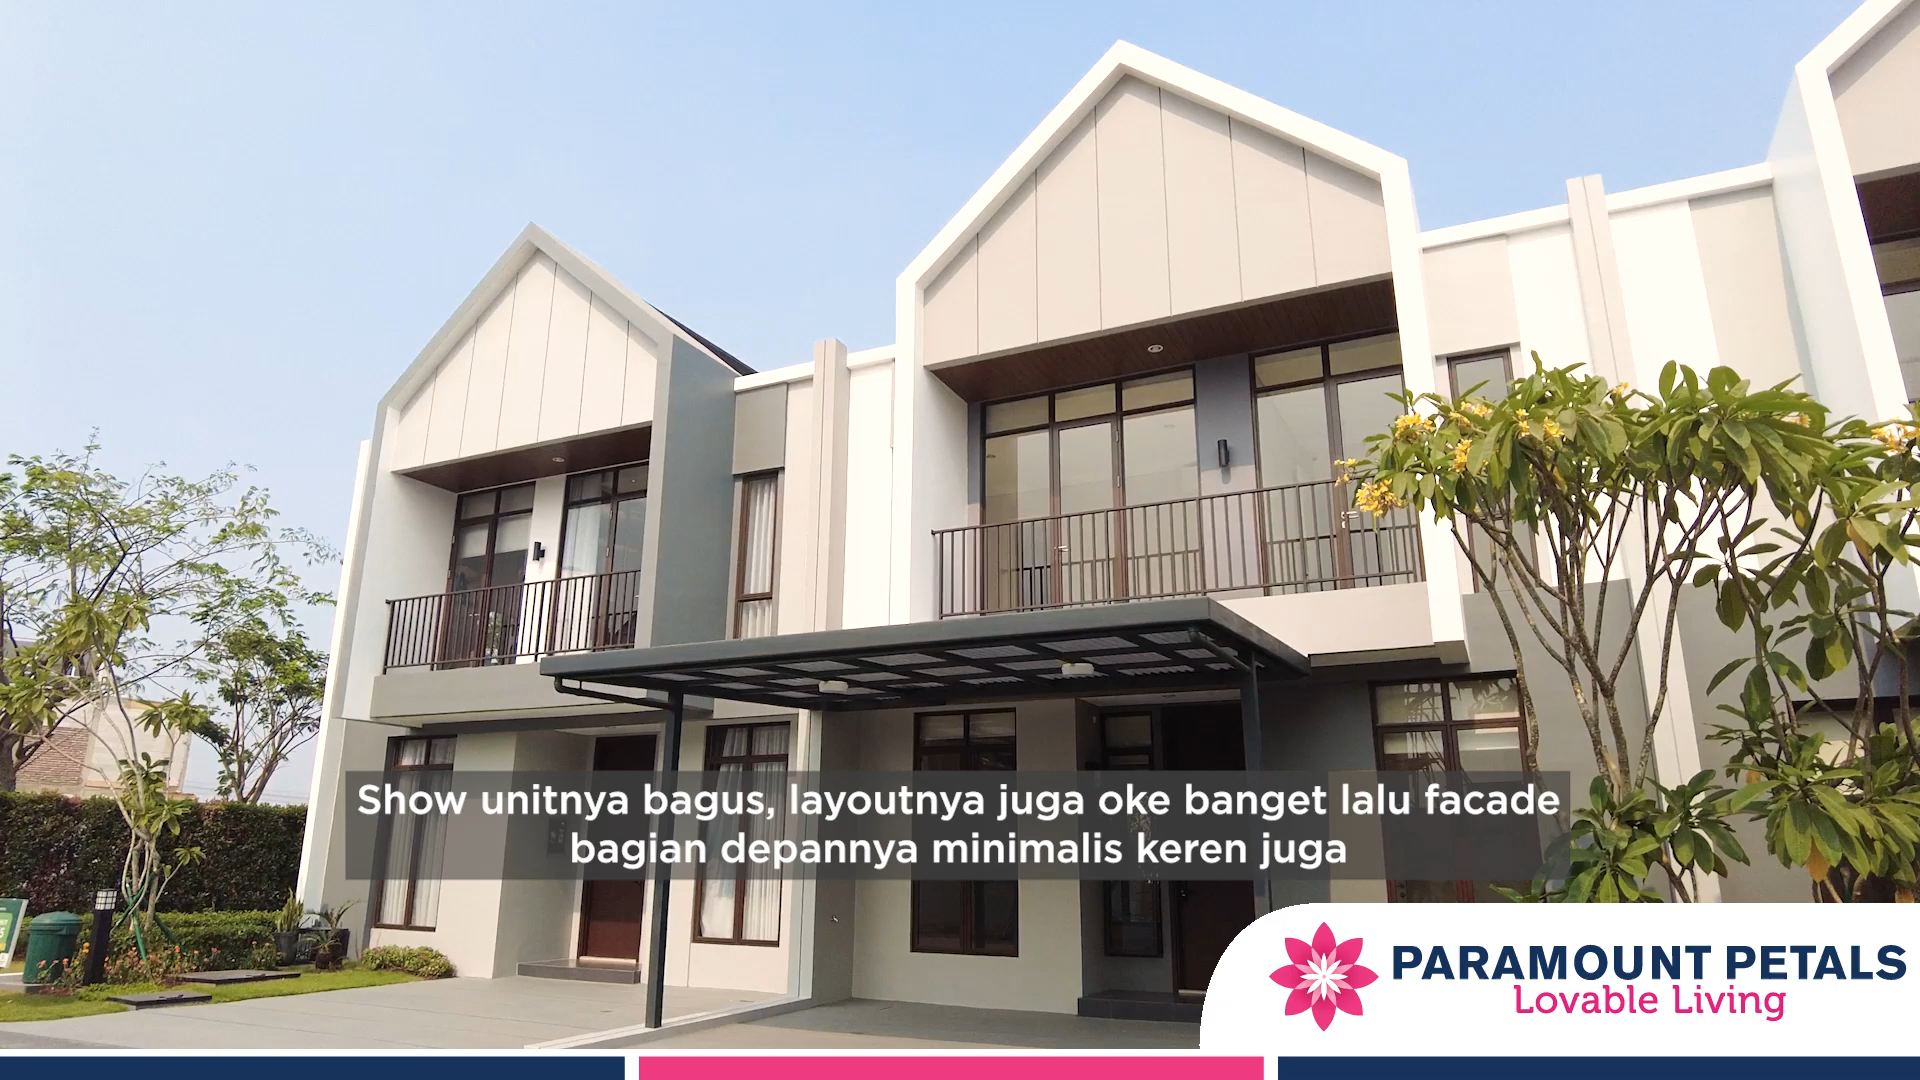 Show unitnya bagus, layoutnya juga oke banget lalu facade
bagian depannya minimalis keren juga
PARAMOUNT PETALS
Lovable Living